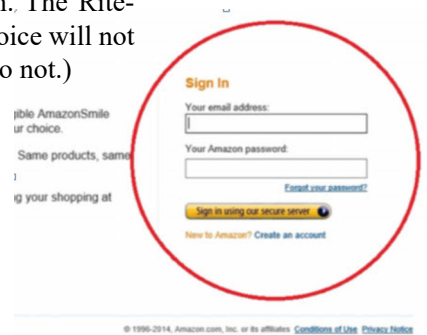 n. The Rite-
oice will not
o not.)
Sign In
Your email address:
gible AmazonSmile
ur choice.
Your Amazon password:
Same products, same
Forgot your password?
g your shopping at
Sign in using our secure server
New to Amazon? Create an account
© 1996-2014, Amazon.com, Inc. or its affiliates Conditions of Use Privacy Notice